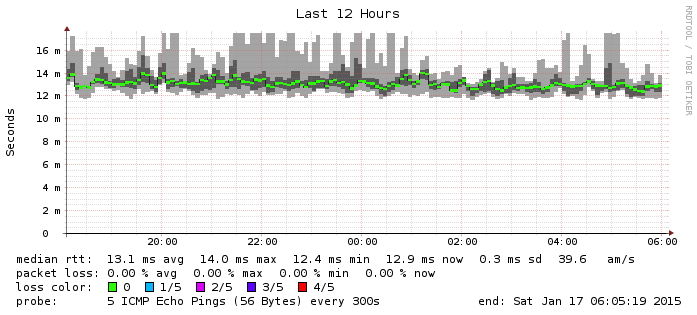 Last 12 Hours
RRDTOOL / TOBI OETIKER
Seconds
16 m
14 m
12 m
10 m
8 m
6 m
4 m
2 m
0
20:00 22:00 00:00 02:00 04:00 06:00
median rtt: 13.1 ms avg 14.0 ms max 12.4 ms min 12.9 ms now 0.3 ms sd 39.6 am/s
packet loss: 0.00 % avg 0.00 % max 0.00 % min 0.00 % now
loss color: 0 1/5 2/5 3/5 4/5
probe: 5 ICMP Echo Pings (56 Bytes) every 300s end: Sat Jan 17 06:05:19 2015